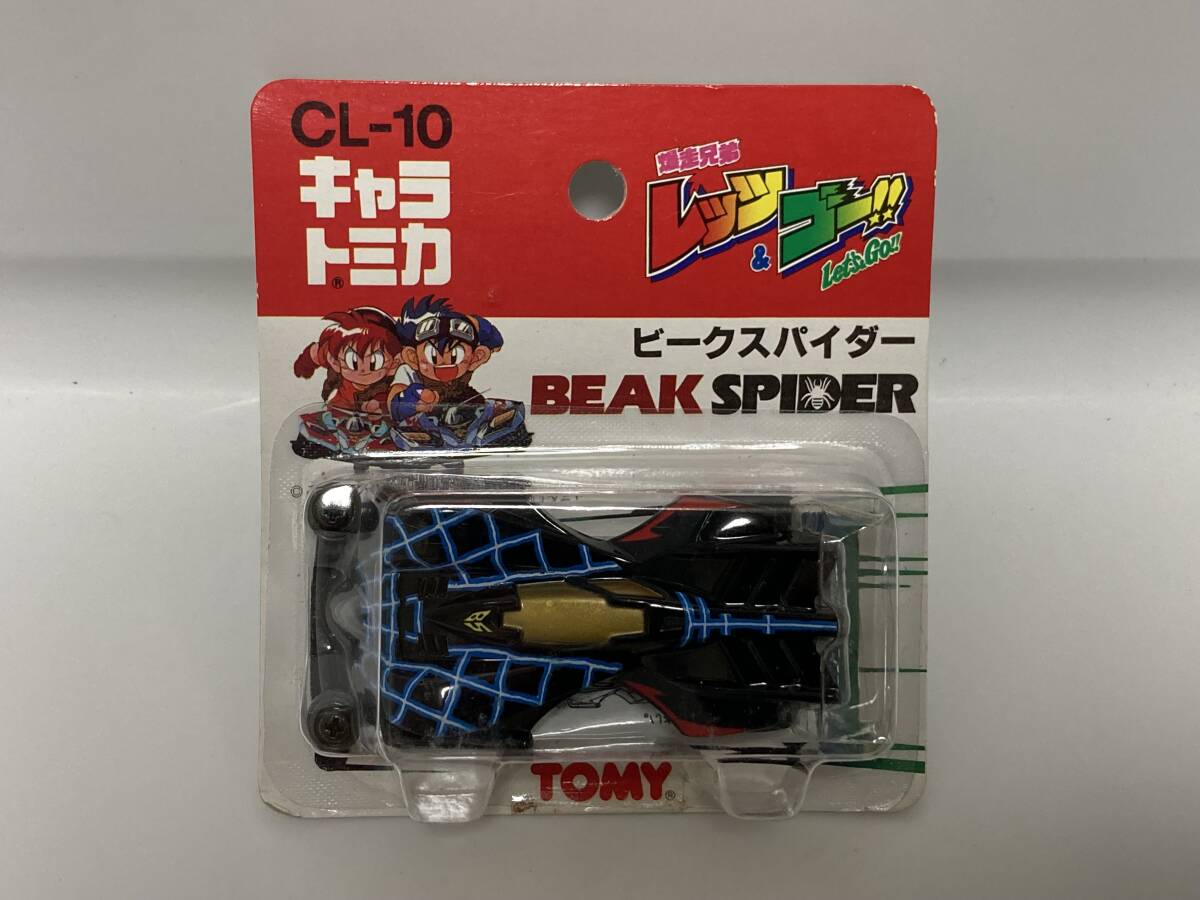 CL-10
キャラ
トミカ®
爆走兄弟
レッツ
&
ゴー!!
Let's & Go!!
ビークスパイダー
BEAK SPIDER
BS
TOMY®